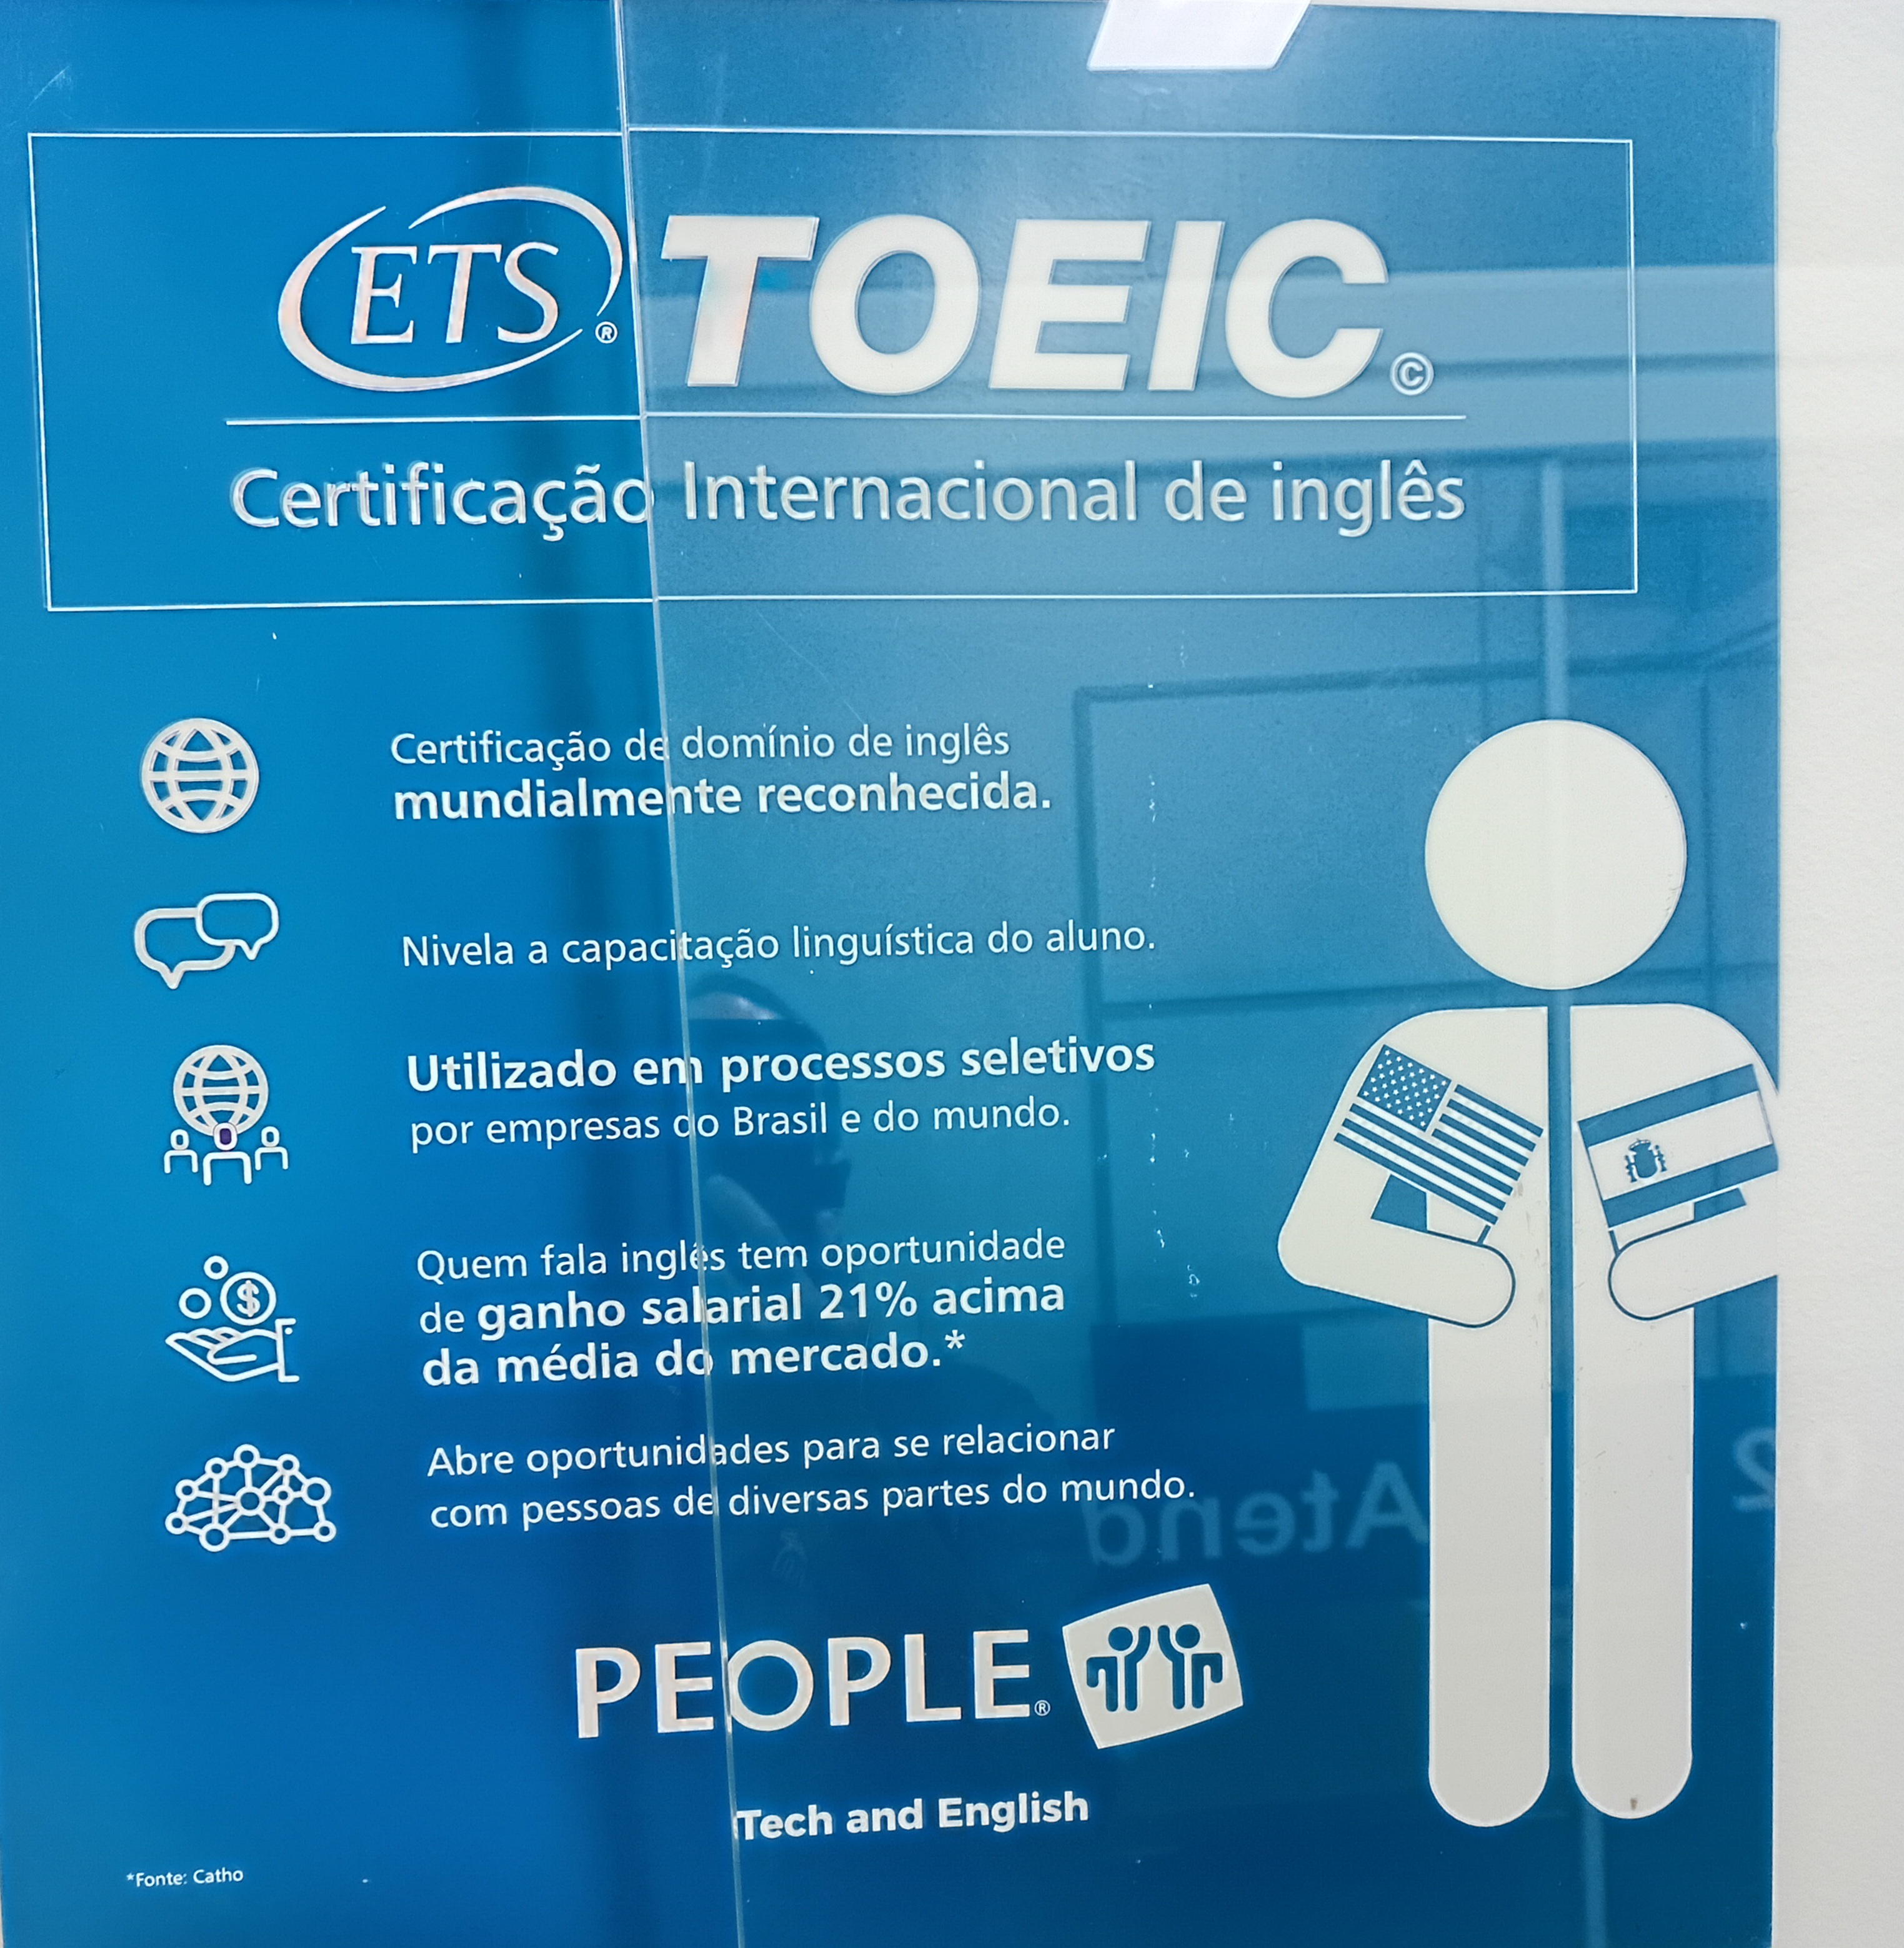 ETS® TOEIC©
Certificação Internacional de inglês
Certificação de domínio de inglês
mundialmente reconhecida.
Nivela a capacitação linguística do aluno.
Utilizado em processos seletivos
por empresas do Brasil e do mundo.
Quem fala inglês tem oportunidade
de ganho salarial 21% acima
da média do mercado.*
Abre oportunidades para se relacionar
com pessoas de diversas partes do mundo.
Atend
2
PEOPLE®
Tech and English
*Fonte: Catho